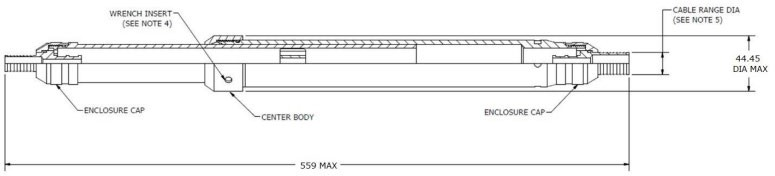 WRENCH INSERT
(SEE NOTE 4)
CABLE RANGE DIA
(SEE NOTE 5)
44.45
DIA MAX
ENCLOSURE CAP
CENTER BODY
ENCLOSURE CAP
559 MAX